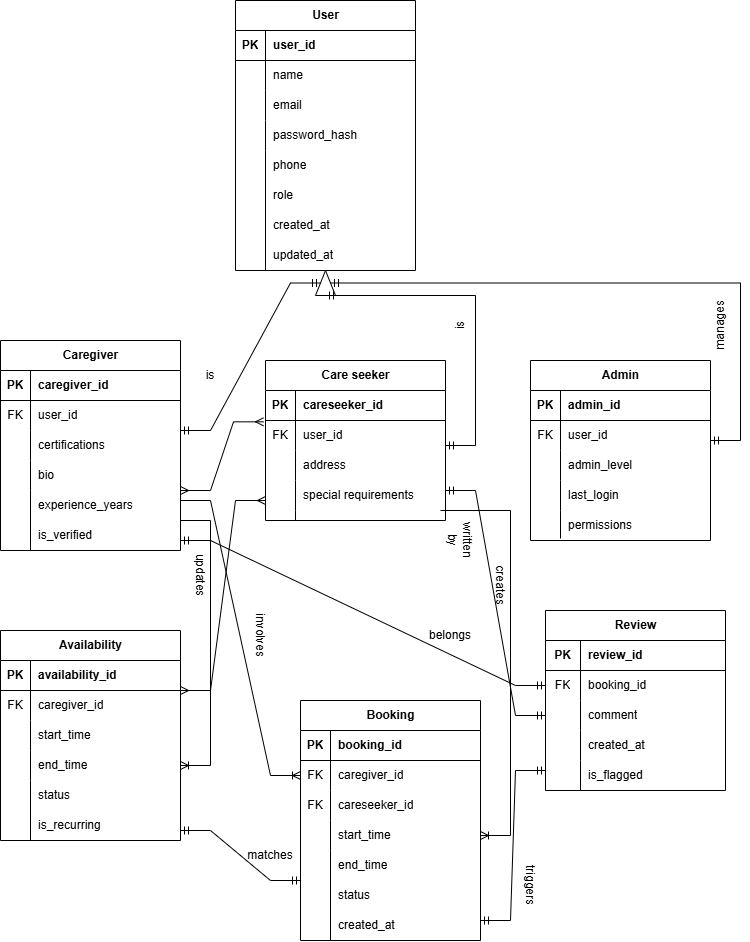 User
PK user_id
name
email
password_hash
phone
role
created_at
updated_at
is
is
manages
Caregiver
PK caregiver_id
FK user_id
certifications
bio
experience_years
is_verified
Care seeker
PK careseeker_id
FK user_id
address
special requirements
Admin
PK admin_id
FK user_id
admin_level
last_login
permissions
updates
involves
written
by
creates
belongs
Availability
PK availability_id
FK caregiver_id
start_time
end_time
status
is_recurring
matches
Booking
PK booking_id
FK caregiver_id
FK careseeker_id
start_time
end_time
status
created_at
triggers
Review
PK review_id
FK booking_id
comment
created_at
is_flagged